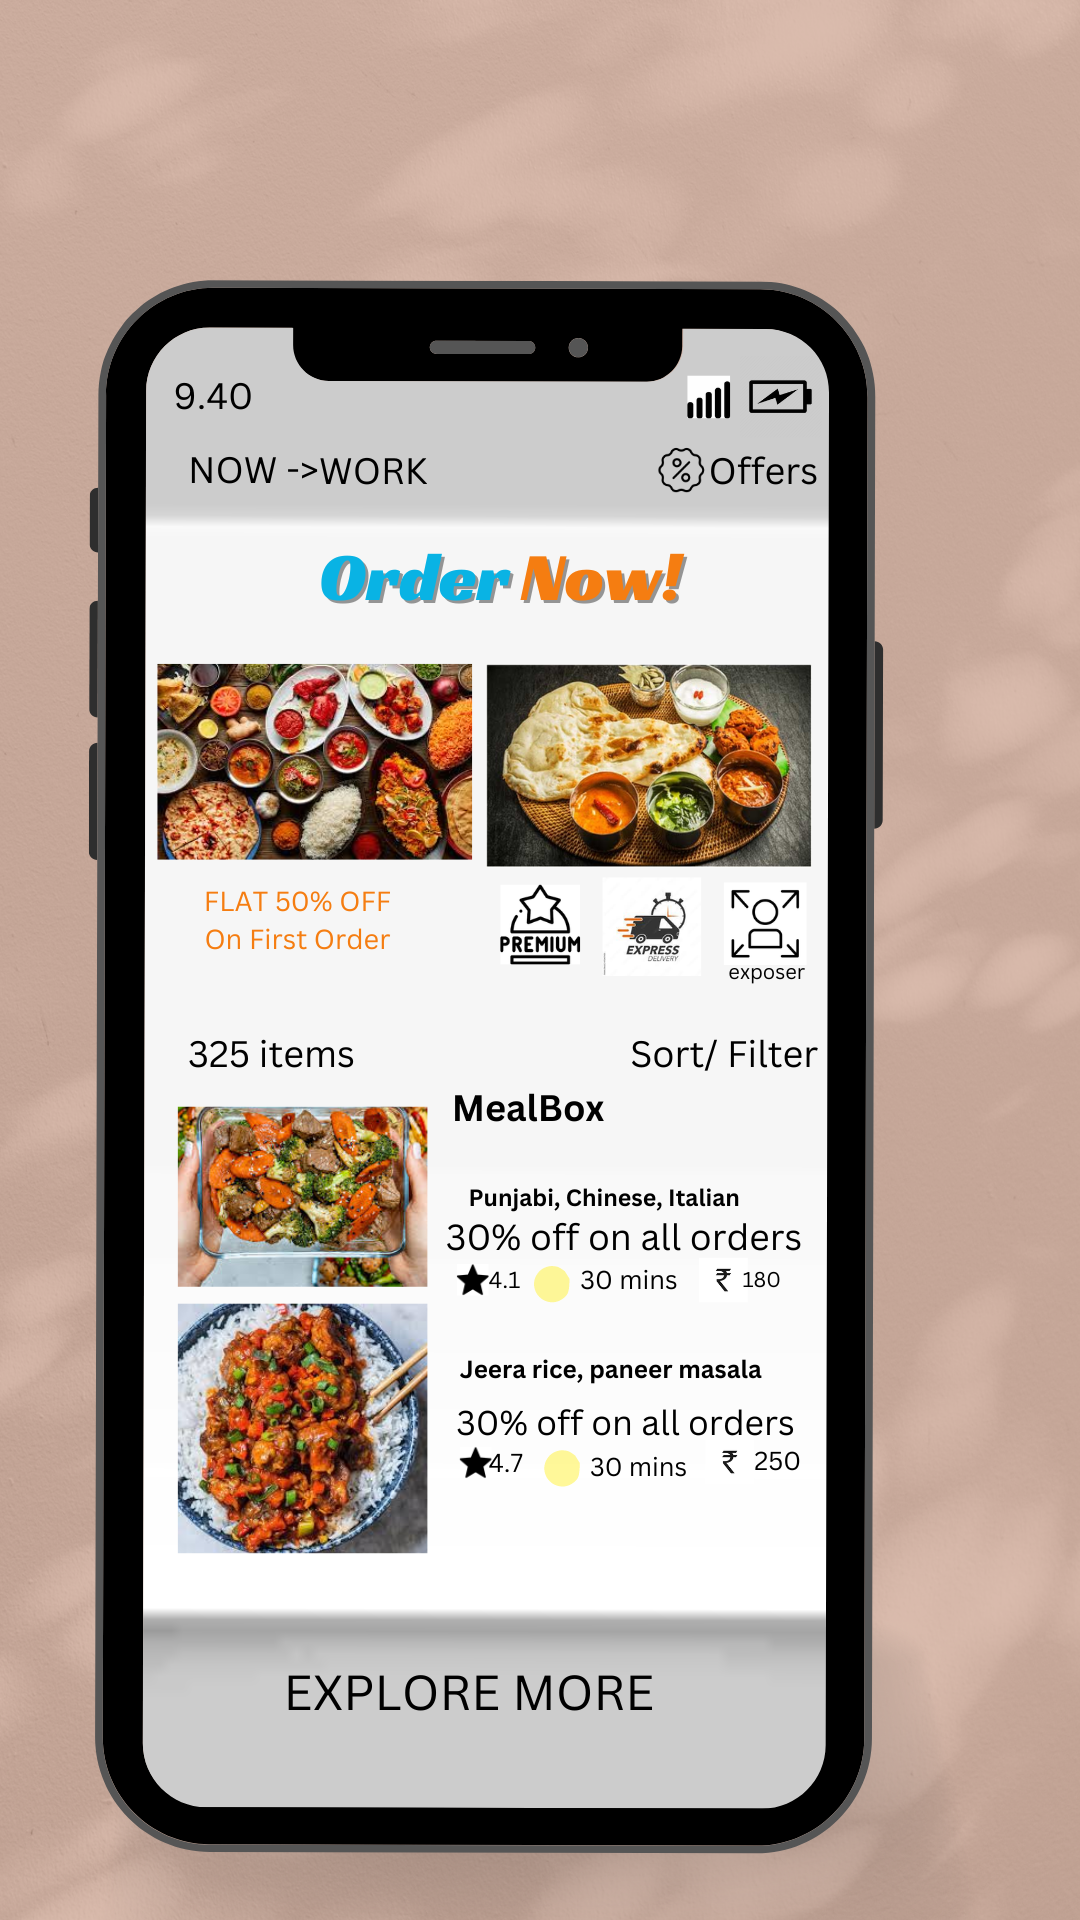 9.40
NOW ->WORK
Offers
Order Now!
FLAT 50% OFF
On First Order
PREMIUM
EXPRESS
DELIVERY
exposer
325 items
Sort/ Filter
MealBox
Punjabi, Chinese, Italian
30% off on all orders
4.1 30 mins ₹ 180
Jeera rice, paneer masala
30% off on all orders
4.7 30 mins ₹ 250
EXPLORE MORE